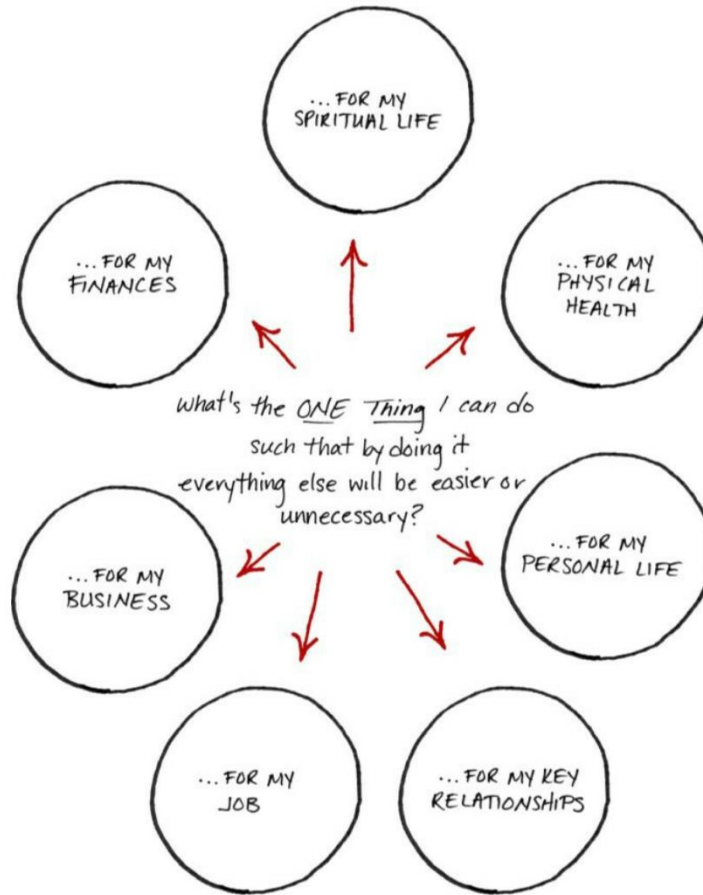 ... FOR MY
SPIRITUAL LIFE
... FOR MY
FINANCES
... FOR MY
PHYSICAL
HEALTH
what's the ONE Thing I can do
such that by doing it
everything else will be easier or
unnecessary?
... FOR MY
BUSINESS
... FOR MY
PERSONAL LIFE
... FOR MY
JOB
... FOR MY KEY
RELATIONSHIPS